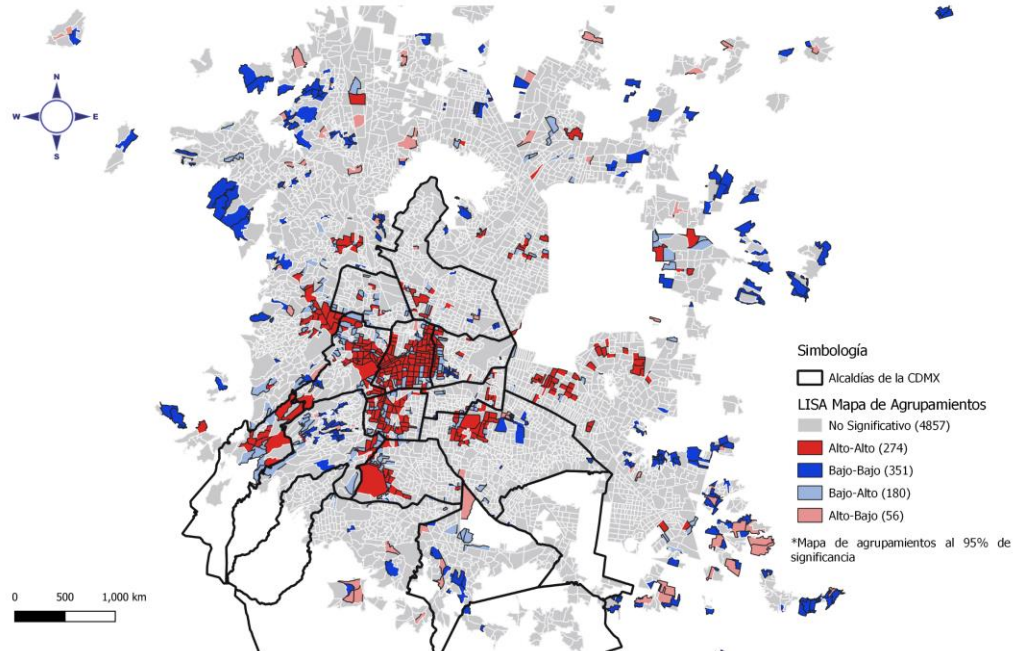 N
W E
S
Simbología
Alcaldías de la CDMX
LISA Mapa de Agrupamientos
No Significativo (4857)
Alto-Alto (274)
Bajo-Bajo (351)
Bajo-Alto (180)
Alto-Bajo (56)
*Mapa de agrupamientos al 95% de
significancia
0 500 1,000 km